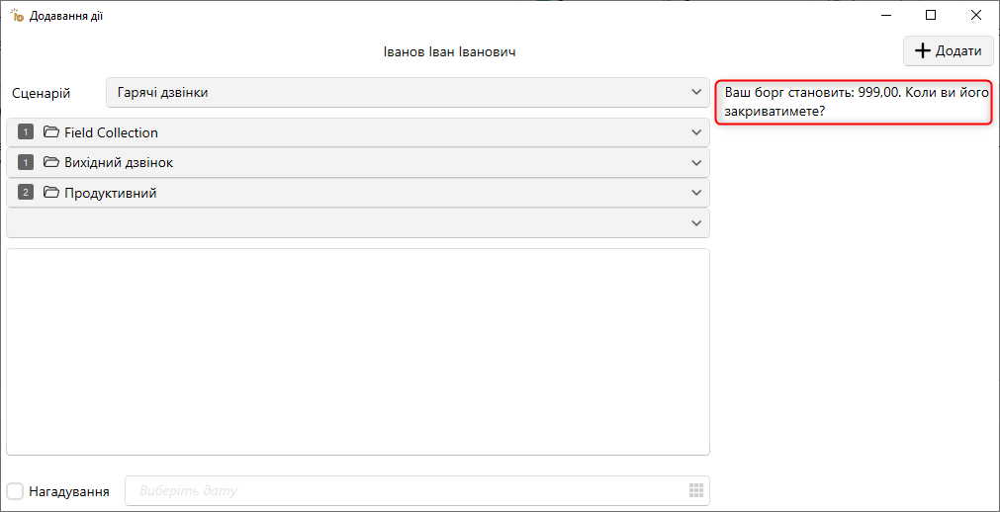 Додавання дії
Іванов Іван Іванович
Додати
Сценарій
Гарячі дзвінки
Ваш борг становить: 999,00. Коли ви його
закриватимете?
1 Field Collection
1 Вихідний дзвінок
2 Продуктивний
Нагадування
Виберіть дату